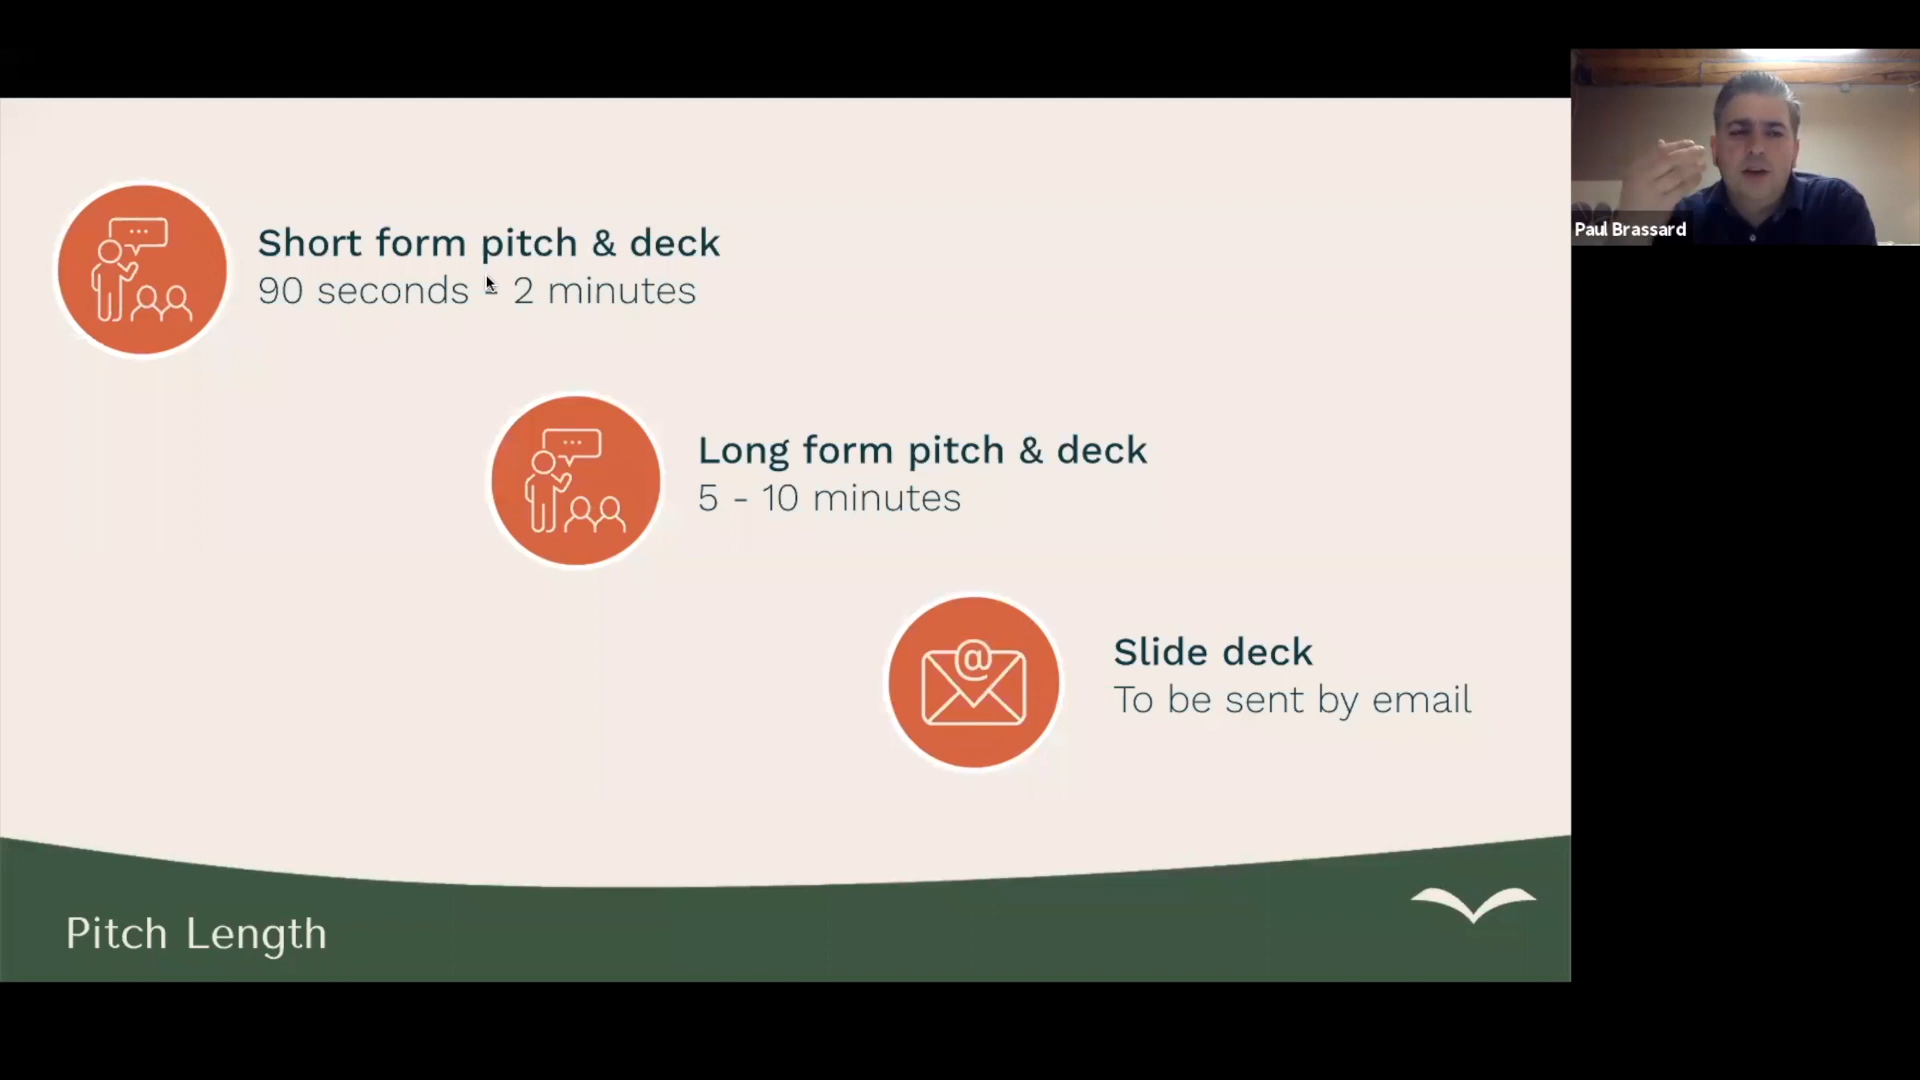 Short form pitch & deck
90 seconds - 2 minutes
Long form pitch & deck
5 - 10 minutes
@
Slide deck
To be sent by email
Pitch Length
Paul Brassard